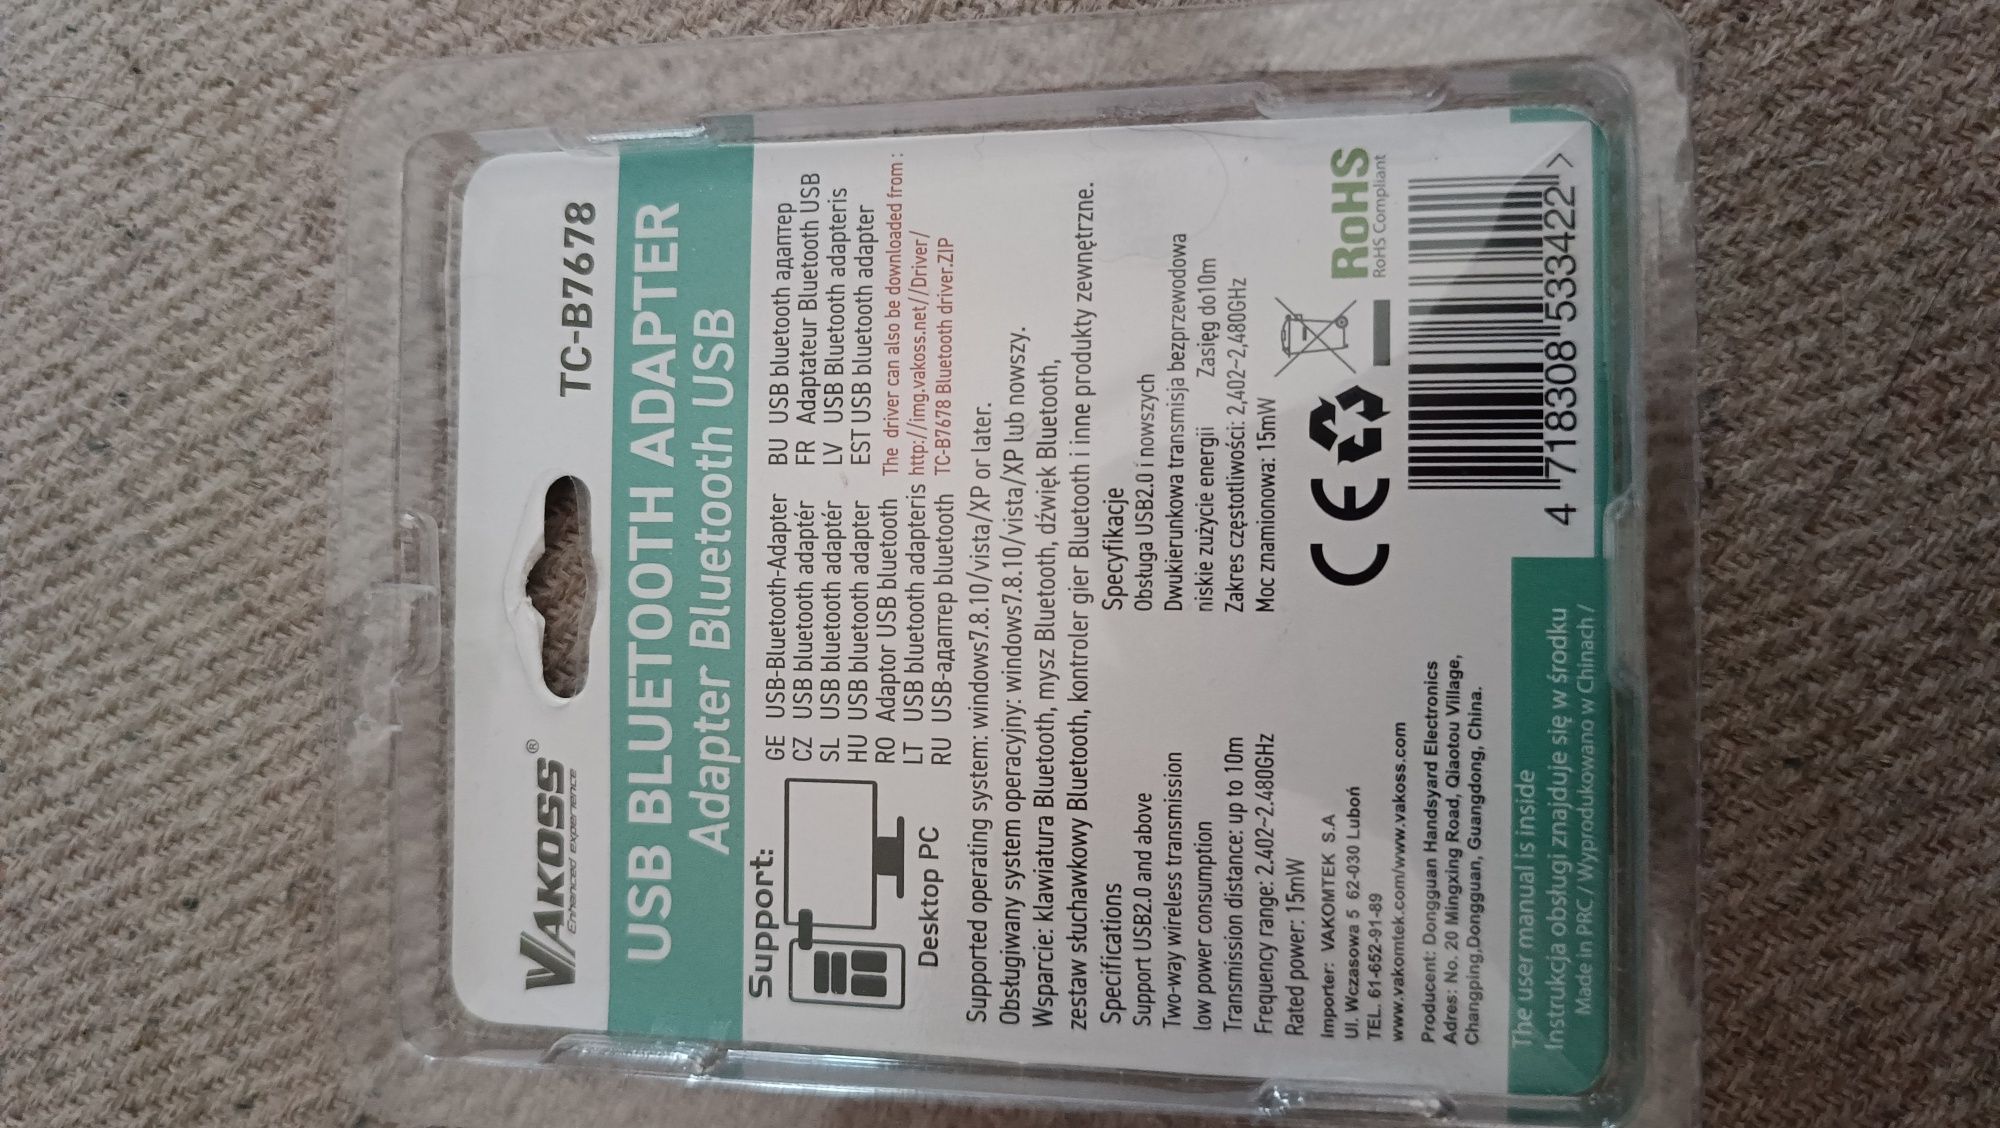 VAKOSS®
Enhanced experience
TC-B7678
USB BLUETOOTH ADAPTER
Adapter Bluetooth USB
Support:
Desktop PC
GE USB-Bluetooth-Adapter
CZ USB bluetooth adaptér
SL USB bluetooth adaptér
HU USB bluetooth adapter
RO Adaptor USB bluetooth
LT USB bluetooth adapteris
RU USB-адаптер bluetooth
BU USB bluetooth адаптер
FR Adaptateur Bluetooth USB
LV USB Bluetooth adapteris
EST USB bluetooth adapter
The driver can also be downloaded from :
http://img.vakoss.net//Driver/
TC-B7678 Bluetooth driver.ZIP
Supported operating system: windows7.8.10/vista/XP or later.
Obsługiwany system operacyjny: windows7.8.10/vista/XP lub nowszy.
Wsparcie: klawiatura Bluetooth, mysz Bluetooth, dźwięk Bluetooth,
zestaw słuchawkowy Bluetooth, kontroler gier Bluetooth i inne produkty zewnętrzne.
Specifications
Support USB2.0 and above
Two-way wireless transmission
low power consumption
Transmission distance: up to 10m
Frequency range: 2.402~2.480GHz
Rated power: 15mW
Specyfikacje
Obsługa USB2.0 i nowszych
Dwukierunkowa transmisja bezprzewodowa
niskie zużycie energii Zasięg do10m
Zakres częstotliwości: 2,402~2,480GHz
Moc znamionowa: 15mW
Importer: VAKOMTEK S.A
Ul. Wczasowa 5 62-030 Luboń
TEL. 61-652-91-89
www.vakomtek.com/www.vakoss.com
Producent: Dongguan Handsyard Electronics
Adres: No. 20 Mingxing Road, Qiaotou Village,
Changping,Dongguan, Guangdong, China.
CE
RoHS
RoHS Compliant
4 718308 533422 >
The user manual is inside
Instrukcja obsługi znajduje się w środku
Made in PRC / Wyprodukowano w Chinach /